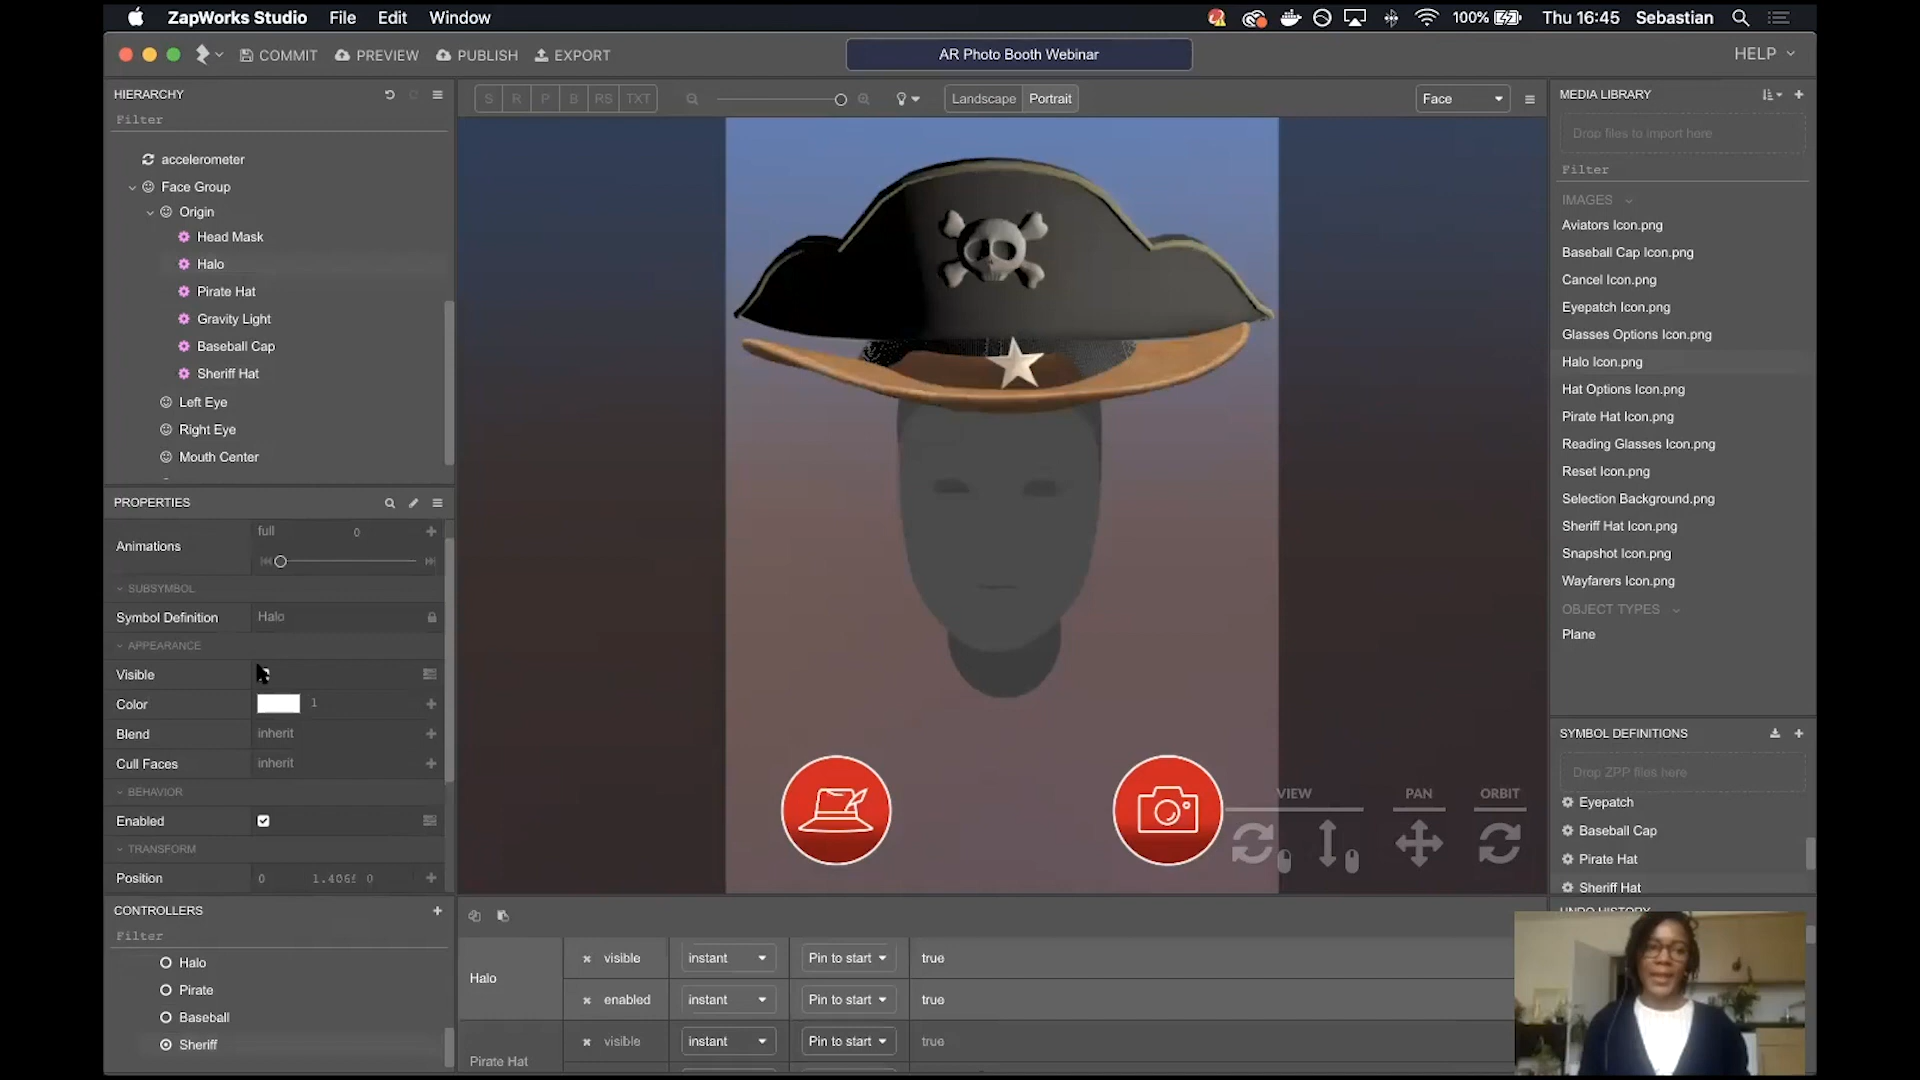 ZapWorks Studio File Edit Window 100% Thu 16:45 Sebastian
COMMIT PREVIEW PUBLISH EXPORT AR Photo Booth Webinar HELP
HIERARCHY
Filter
accelerometer
Face Group
Origin
Head Mask
Halo
Pirate Hat
Gravity Light
Baseball Cap
Sheriff Hat
Left Eye
Right Eye
Mouth Center
PROPERTIES
Animations full 0
SUBSYMBOL
Symbol Definition Halo
APPEARANCE
Visible
Color 1
Blend inherit
Cull Faces inherit
BEHAVIOR
Enabled
TRANSFORM
Position 0 0
CONTROLLERS
Filter
Halo
Pirate
Baseball
Sheriff
S R P B RS TXT Landscape Portrait Face
VIEW PAN ORBIT
Halo
visible instant Pin to start true
enabled instant Pin to start true
Pirate Hat
visible instant Pin to start true
MEDIA LIBRARY
Drop files to import here
Filter
IMAGES
Aviators Icon.png
Baseball Cap Icon.png
Cancel Icon.png
Eyepatch Icon.png
Glasses Options Icon.png
Halo Icon.png
Hat Options Icon.png
Pirate Hat Icon.png
Reading Glasses Icon.png
Reset Icon.png
Selection Background.png
Sheriff Hat Icon.png
Snapshot Icon.png
Wayfarers Icon.png
OBJECT TYPES
Plane
SYMBOL DEFINITIONS
Drop ZPP files here
Eyepatch
Baseball Cap
Pirate Hat
Sheriff Hat
UNDO HISTORY